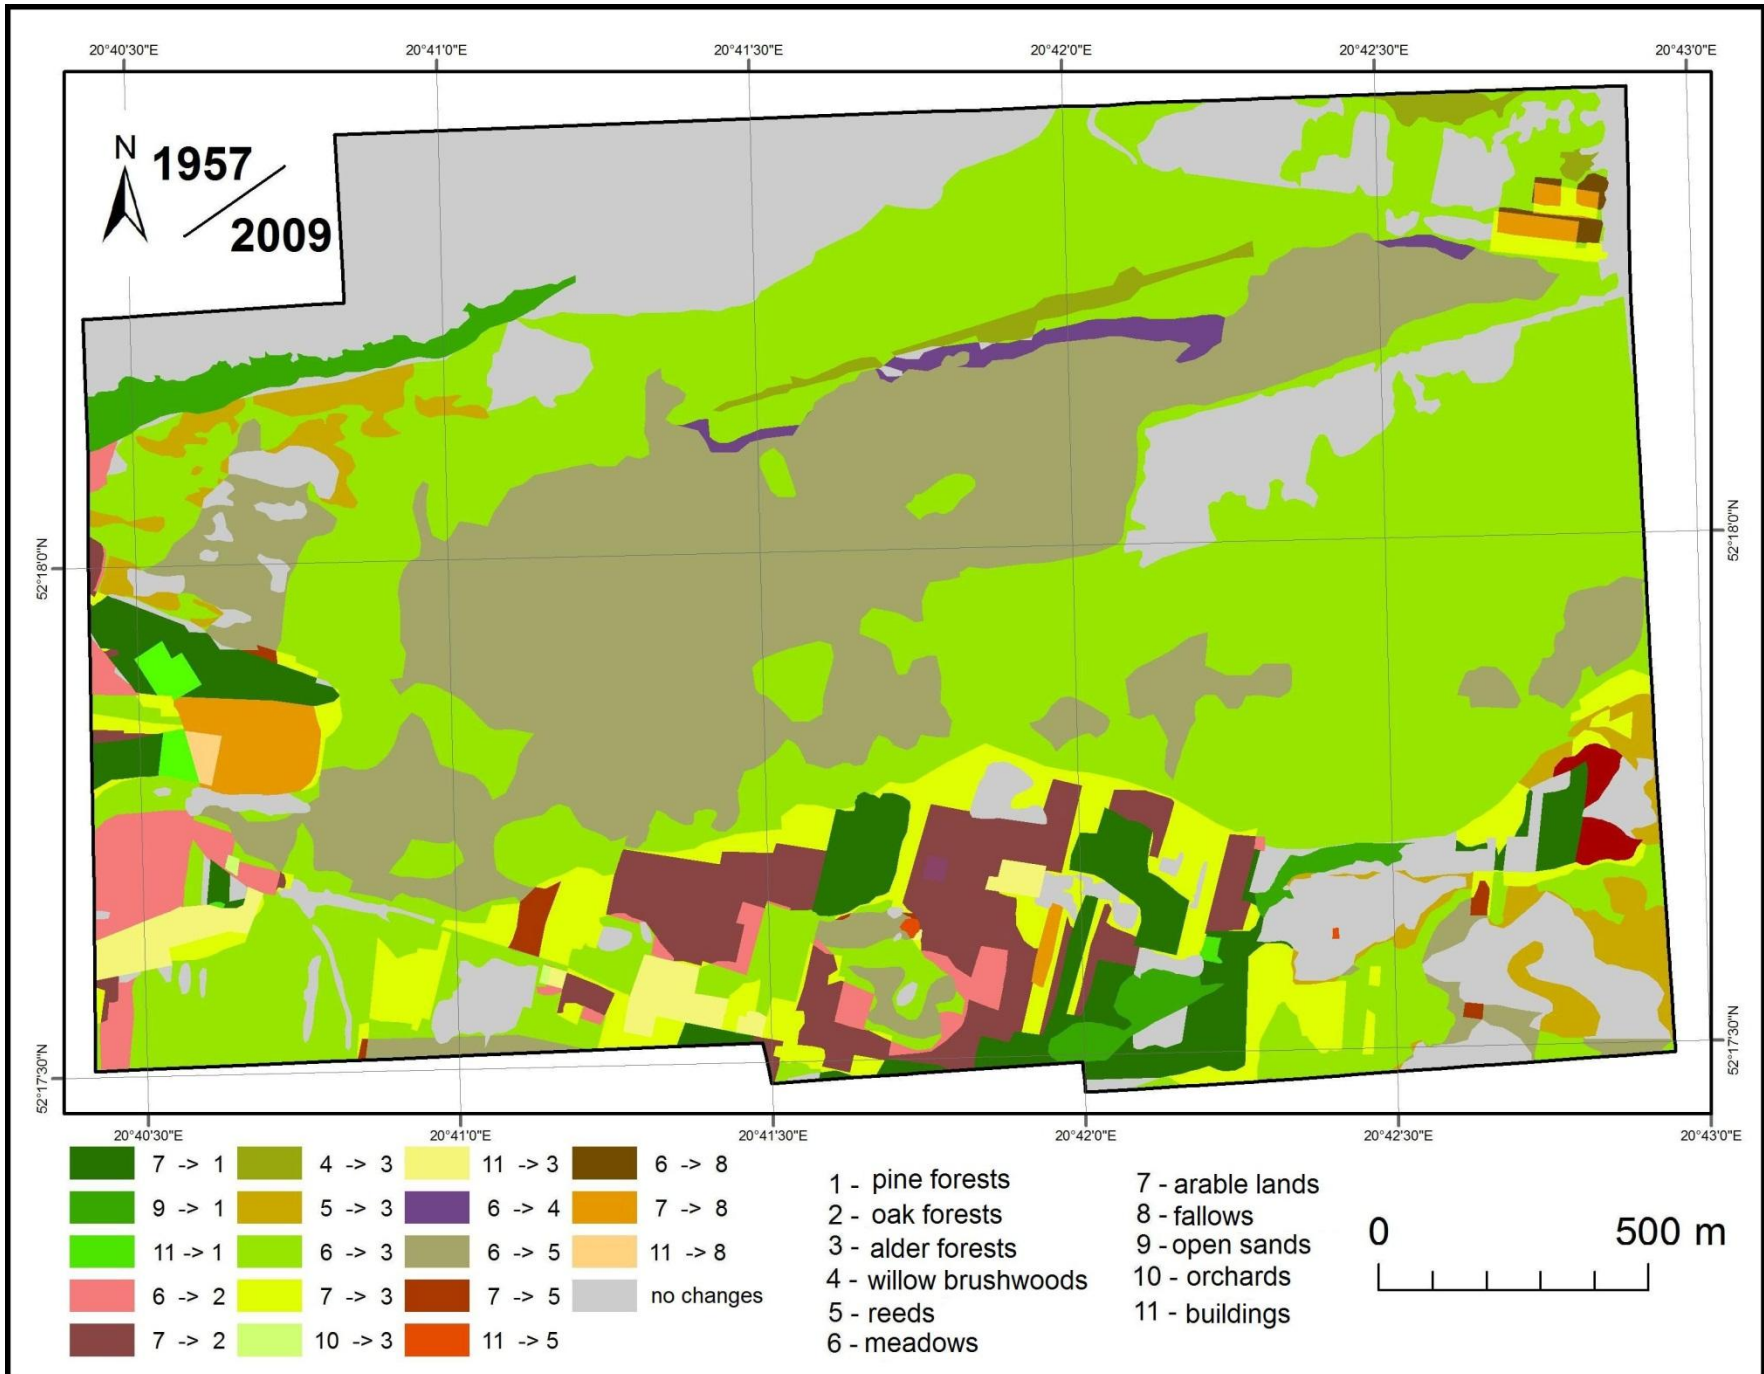 20°40'30"E 20°41'0"E 20°41'30"E 20°42'0"E 20°42'30"E 20°43'0"E
N
1957
2009
52°18'0"N
52°18'0"N
52°17'30"N
52°17'30"N
20°40'30"E 20°41'0"E 20°41'30"E 20°42'0"E 20°42'30"E 20°43'0"E
7 -> 1
9 -> 1
11 -> 1
6 -> 2
7 -> 2
4 -> 3
5 -> 3
6 -> 3
7 -> 3
10 -> 3
11 -> 3
6 -> 4
6 -> 5
7 -> 5
11 -> 5
6 -> 8
7 -> 8
11 -> 8
no changes
1 - pine forests
2 - oak forests
3 - alder forests
4 - willow brushwoods
5 - reeds
6 - meadows
7 - arable lands
8 - fallows
9 - open sands
10 - orchards
11 - buildings
0 500 m